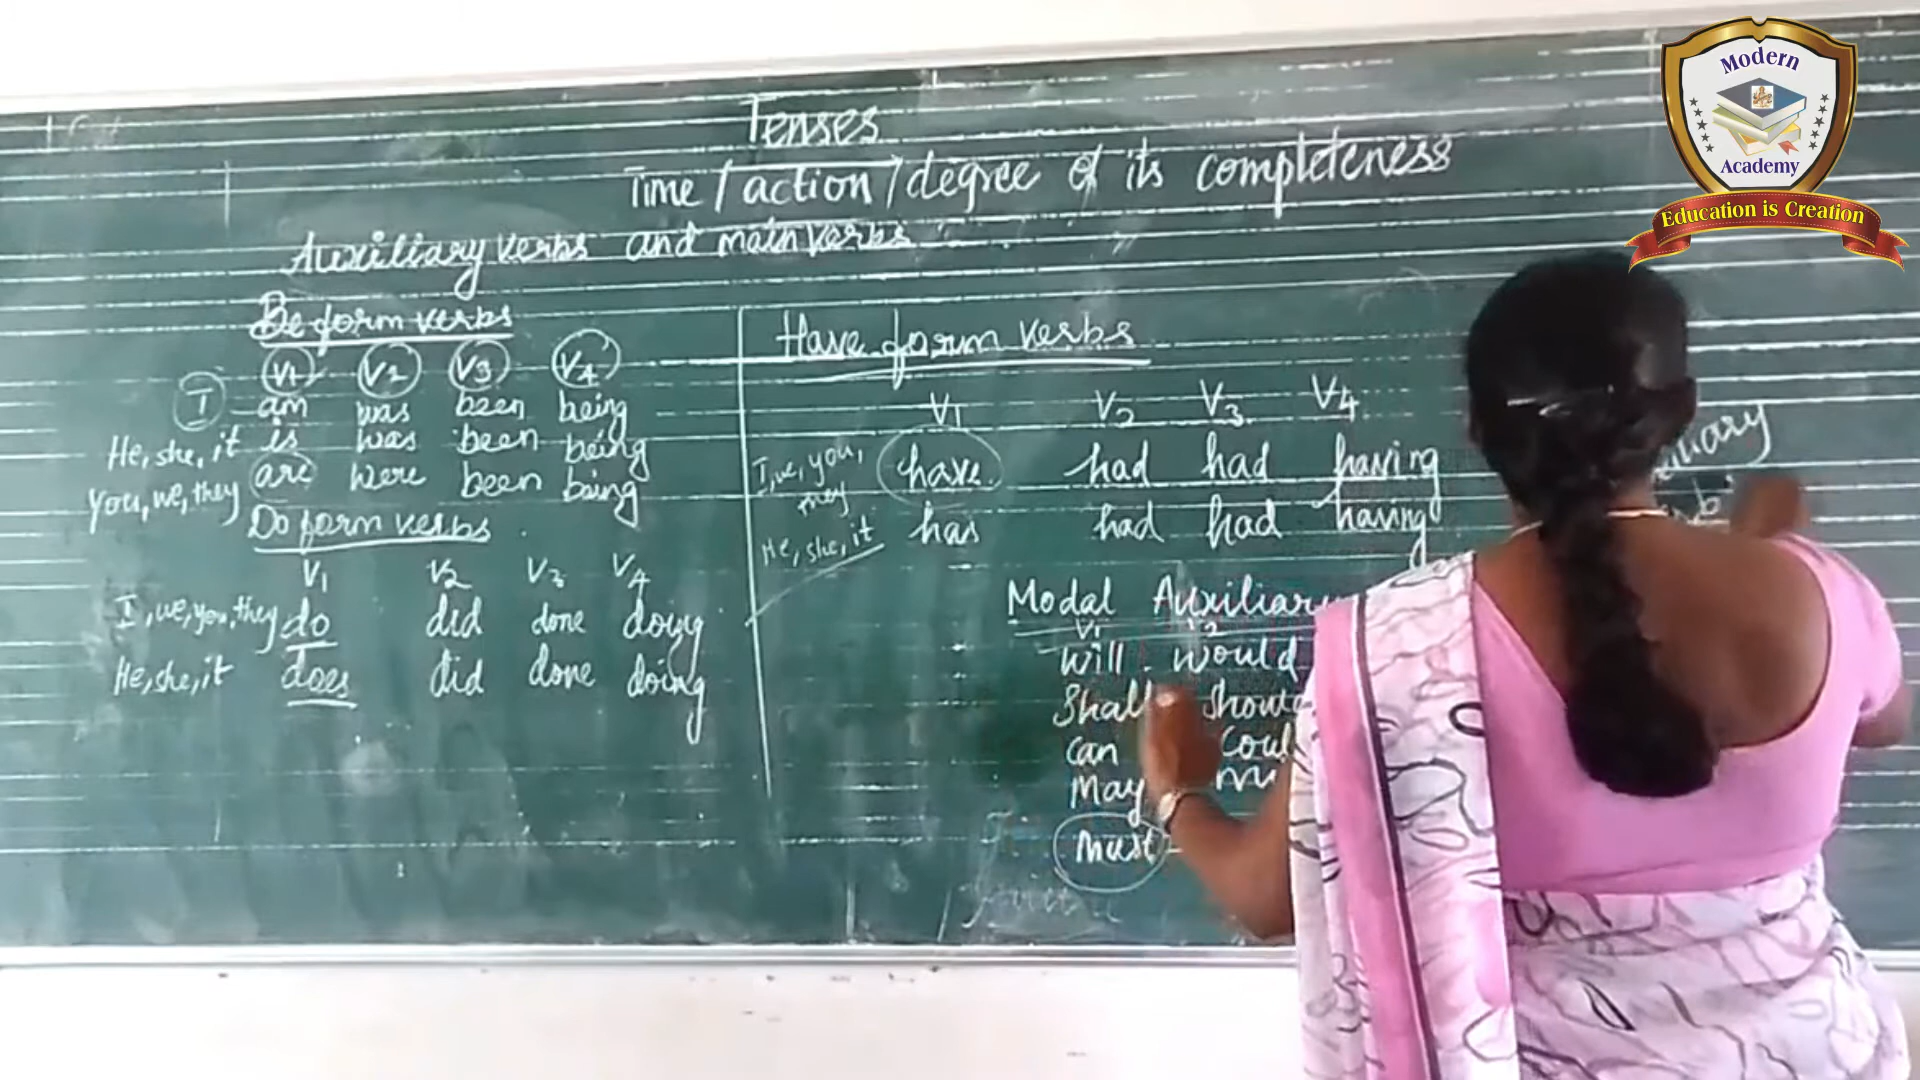 Tenses
Time / action / degree of its completeness
Auxiliary verbs and main verbs :-
Be form verbs
V1 V2 V3 V4
I am was been being
He, she, it is was been being
You, we, they are were been being
Do form verbs
V1 V2 V3 V4
I, we, you, they do did done doing
He, she, it does did done doing
Have form verbs
V1 V2 V3 V4
I, we, you, they have had had having
He, she, it has had had having
Modal Auxiliary
V1 V2
Will would
Shall
Can
May
must
Modern
Academy
Education is Creation